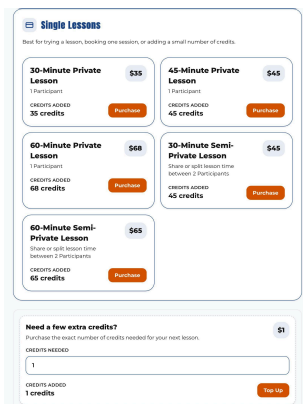 Single Lessons
Best for trying a lesson, booking one session, or adding a small number of credits.
30-Minute Private
Lesson
$35
1 Participant
CREDITS ADDED
35 credits
Purchase
45-Minute Private
Lesson
$45
1 Participant
CREDITS ADDED
45 credits
Purchase
60-Minute Private
Lesson
$68
1 Participant
CREDITS ADDED
68 credits
Purchase
30-Minute Semi-
Private Lesson
$45
Share or split lesson time
between 2 Participants
CREDITS ADDED
45 credits
Purchase
60-Minute Semi-
Private Lesson
$65
Share or split lesson time
between 2 Participants
CREDITS ADDED
65 credits
Purchase
Need a few extra credits?
$1
Purchase the exact number of credits needed for your next lesson.
CREDITS NEEDED
1
CREDITS ADDED
1 credits
Top Up